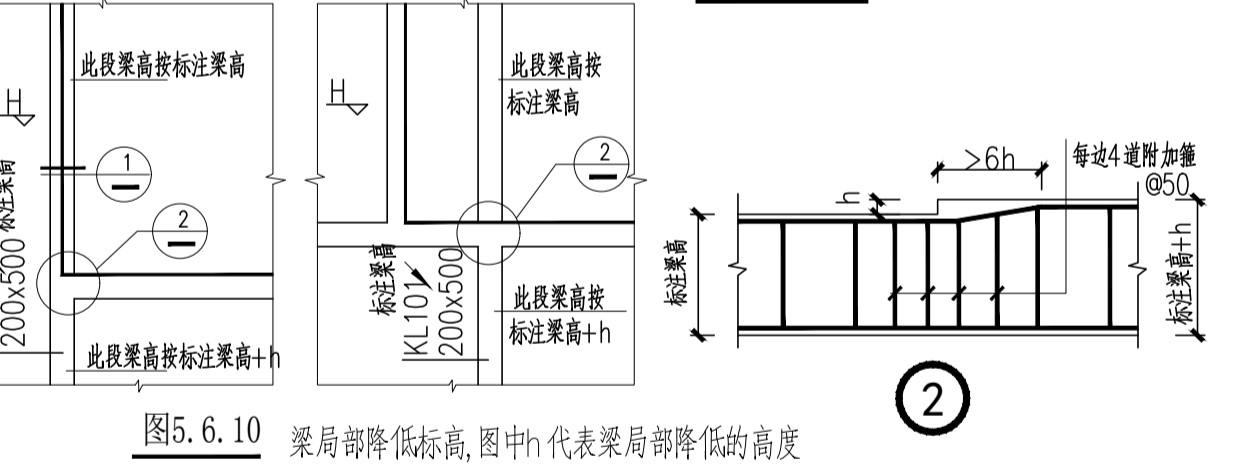 此段梁高按标注梁高
H
1
2
标注梁高
200x500
此段梁高按标注梁高+h
此段梁高按
标注梁高
H
2
标注梁高
KL101
200x500
此段梁高按
标注梁高+h
>6h
每边4道附加箍
@50
h
标注梁高
标注梁高+h
2
图5.6.10 梁局部降低标高,图中h代表梁局部降低的高度